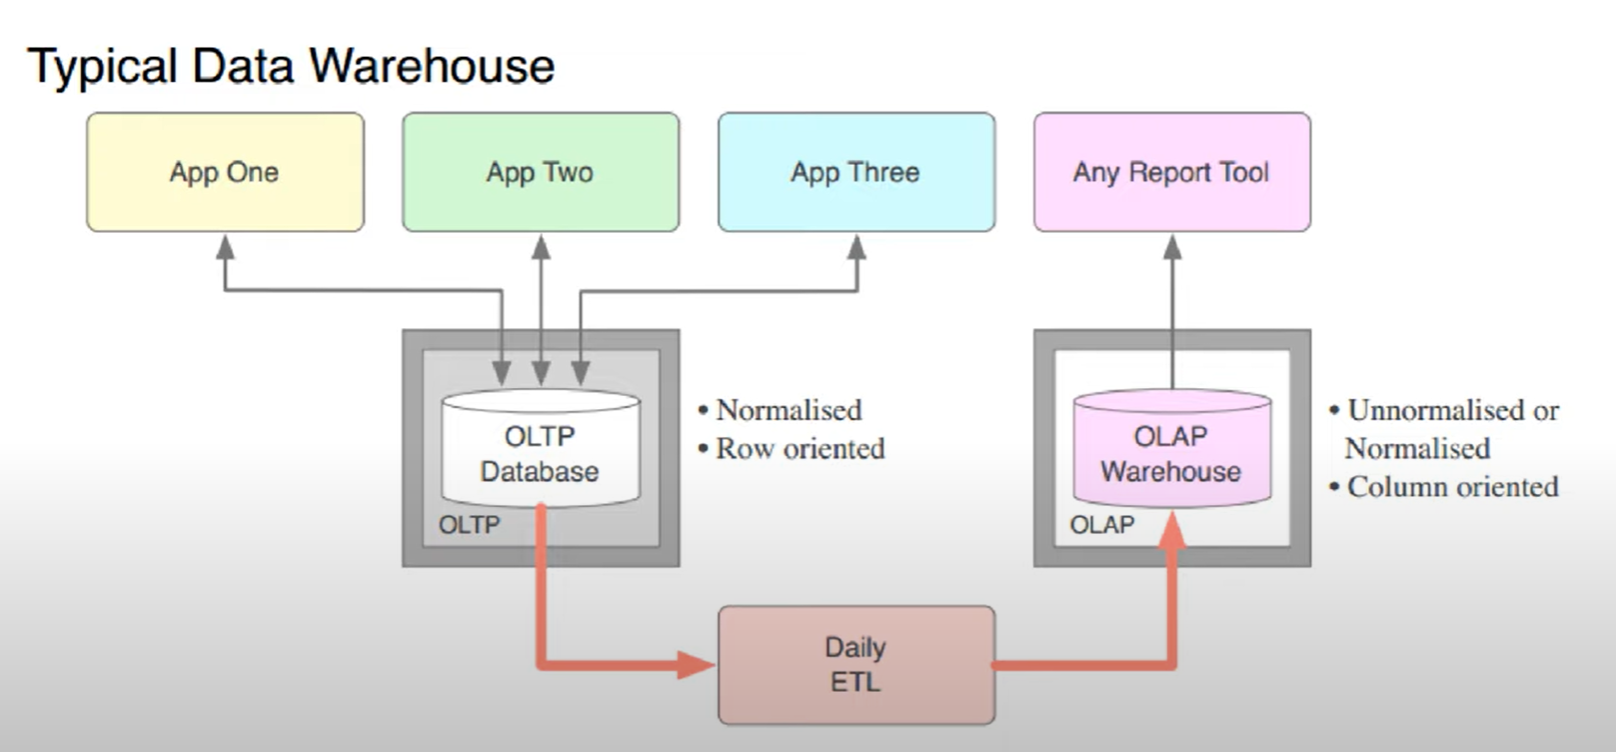 Typical Data Warehouse
App One
App Two
App Three
Any Report Tool
OLTP
Database
OLTP
• Normalised
• Row oriented
OLAP
Warehouse
OLAP
• Unnormalised or
Normalised
• Column oriented
Daily
ETL